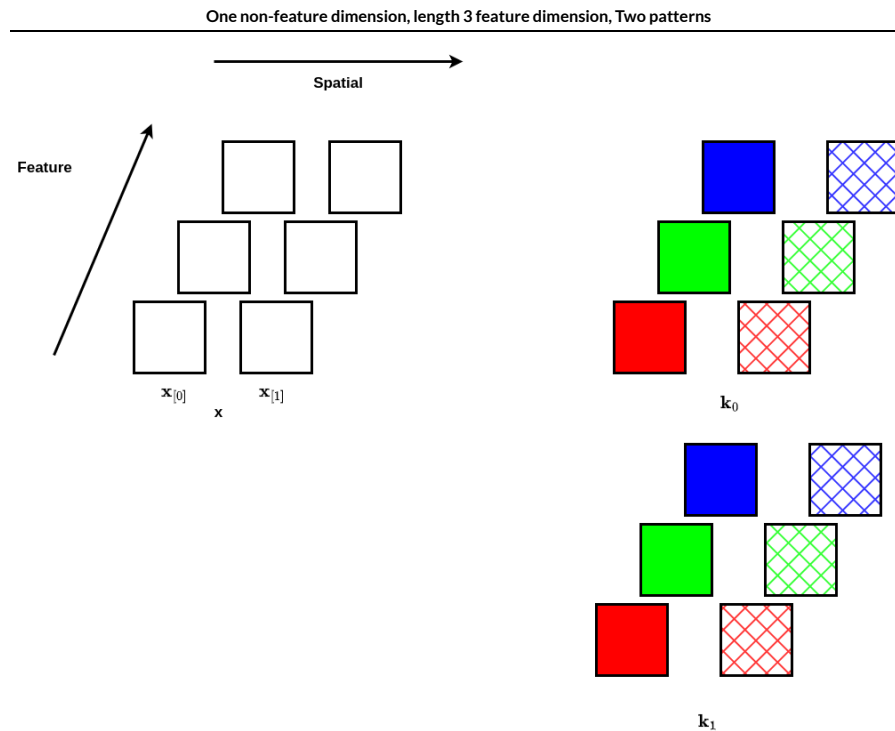 One non-feature dimension, length 3 feature dimension, Two patterns
Spatial
Feature
x[0] x[1]
x
k0
k1